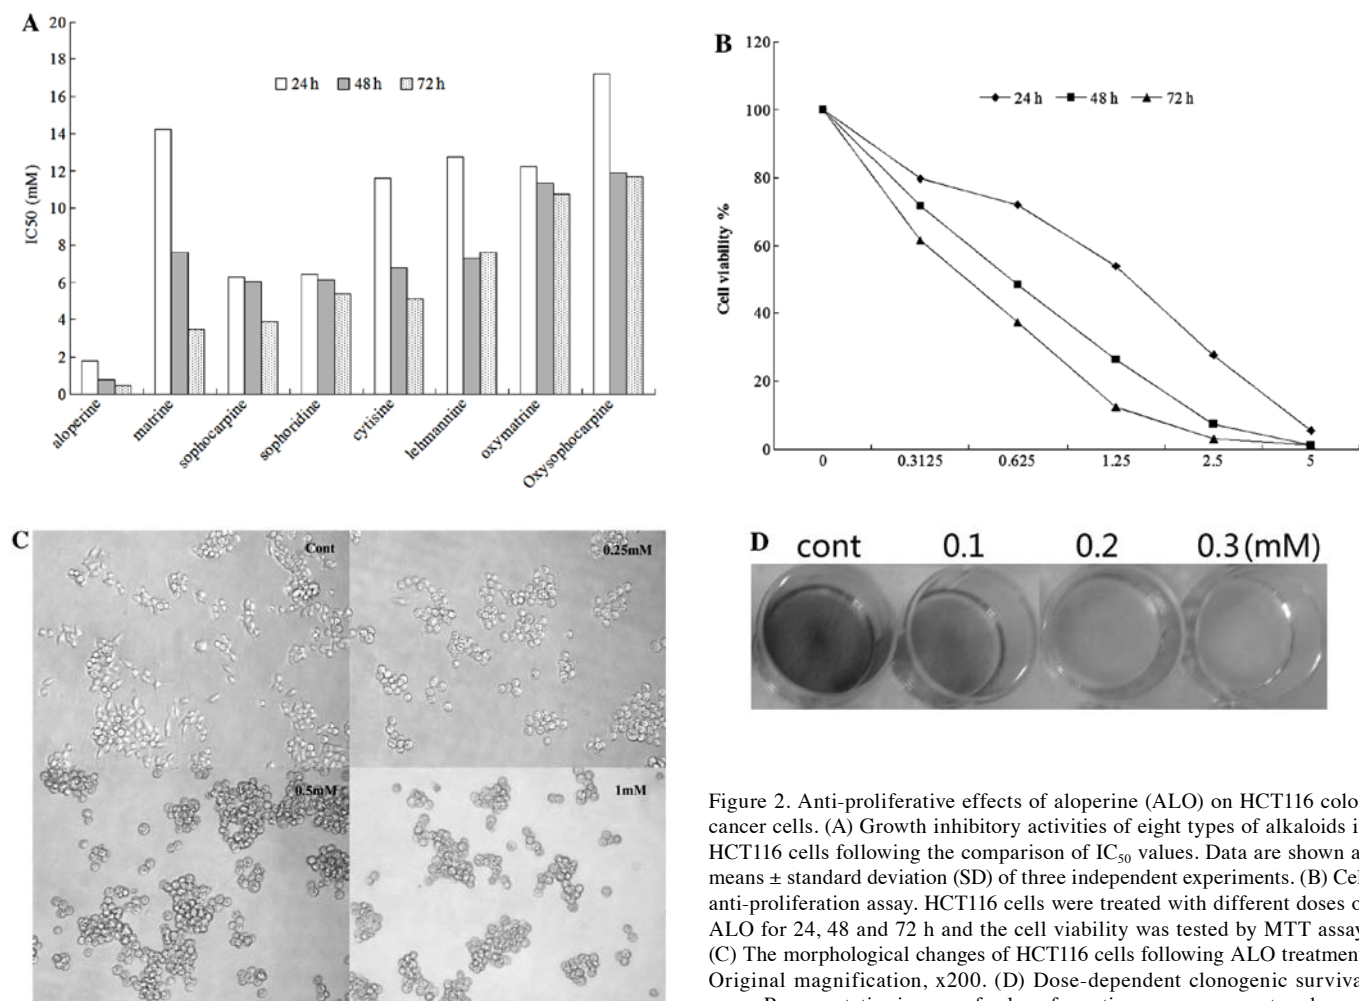 A
20
18
16
14
12
10
8
6
4
2
0
IC50 (mM)
24 h 48 h 72 h
aloperine
matrine
sophocarpine
sophoridine
cytisine
lehmannine
oxymatrine
Oxysophocarpine
B
120
100
80
60
40
20
0
Cell viability %
24 h 48 h 72 h
0 0.3125 0.625 1.25 2.5 5
C
Cont
0.25mM
0.5mM
1mM
D
cont 0.1 0.2 0.3 (mM)
Figure 2. Anti-proliferative effects of aloperine (ALO) on HCT116 colo
cancer cells. (A) Growth inhibitory activities of eight types of alkaloids i
HCT116 cells following the comparison of IC50 values. Data are shown a
means ± standard deviation (SD) of three independent experiments. (B) Cel
anti-proliferation assay. HCT116 cells were treated with different doses o
ALO for 24, 48 and 72 h and the cell viability was tested by MTT assay
(C) The morphological changes of HCT116 cells following ALO treatmen
Original magnification, x200. (D) Dose-dependent clonogenic surviva